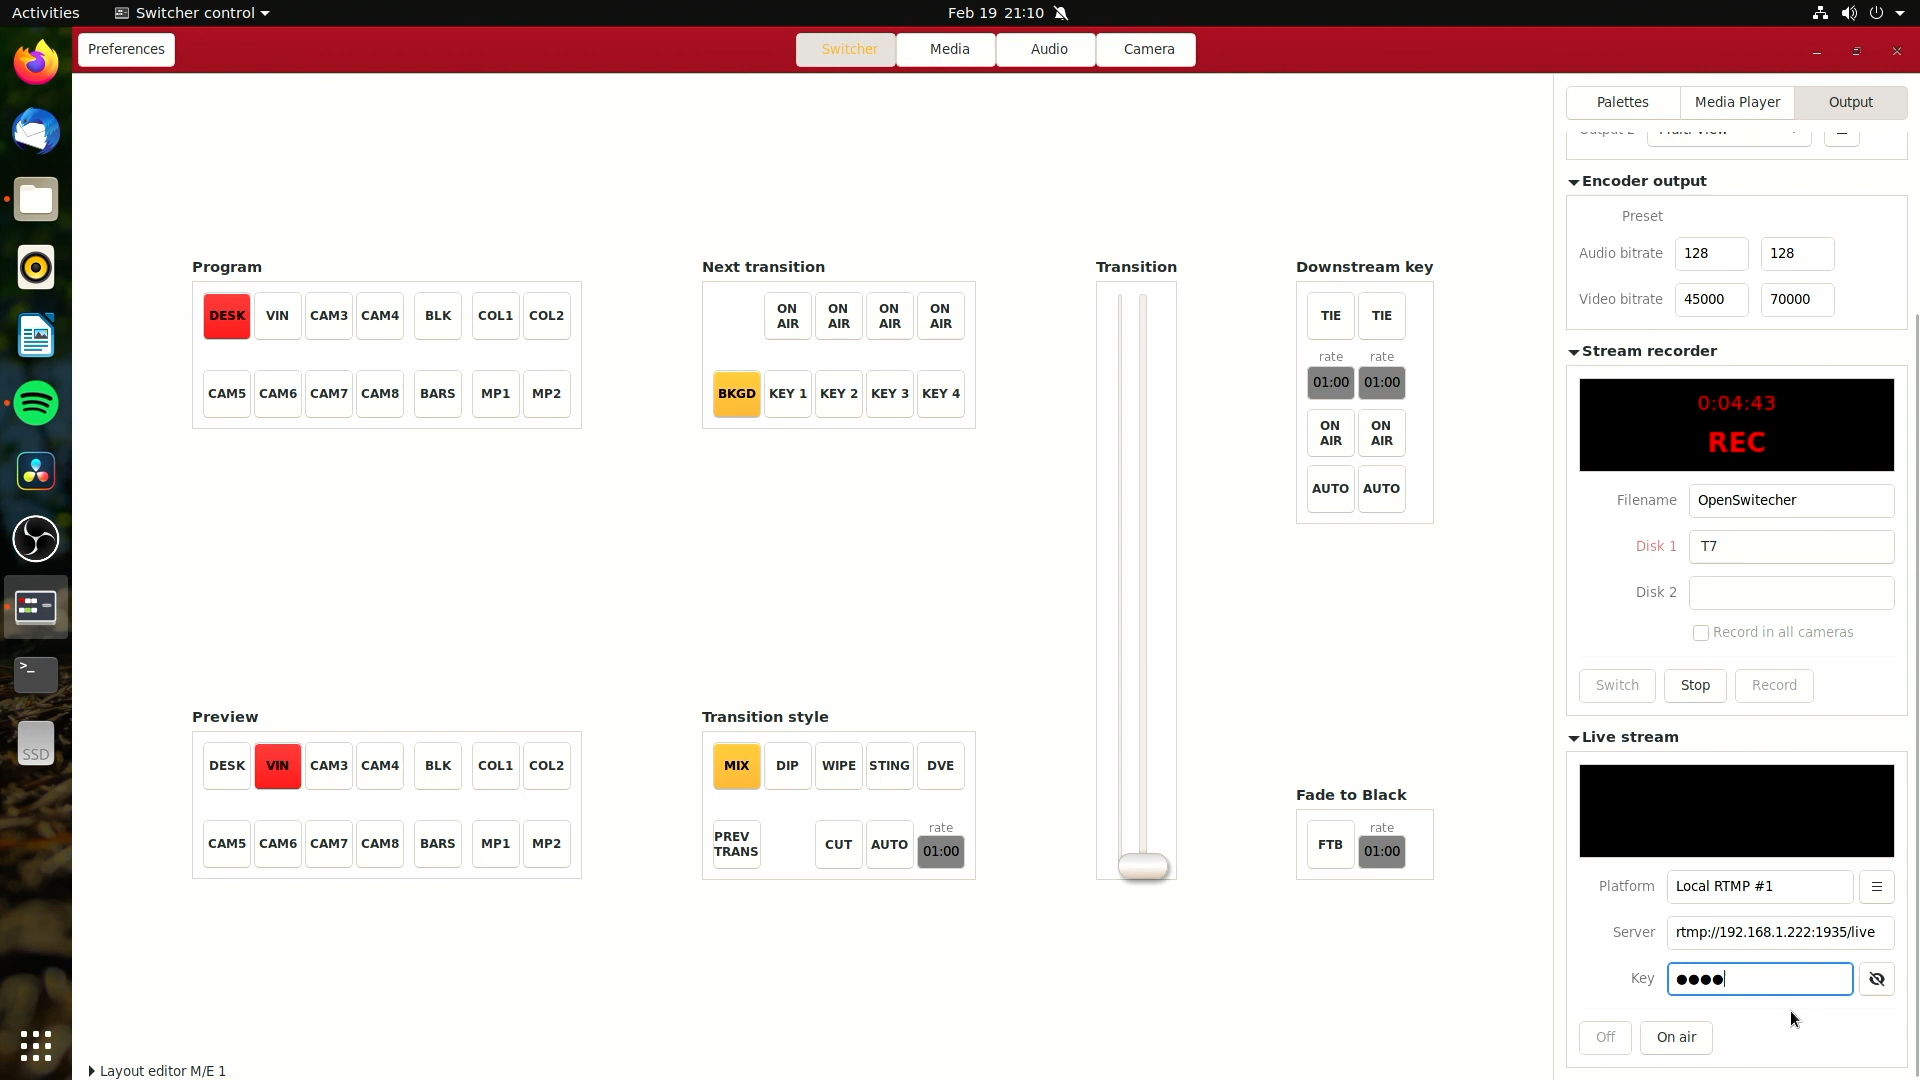 Activities
Switcher control
Feb 19 21:10
Preferences
Switcher
Media
Audio
Camera
Palettes
Media Player
Output
Output 2
Multi View
Encoder output
Preset
Audio bitrate
128
128
Video bitrate
45000
70000
Stream recorder
0:04:43
REC
Filename
OpenSwitecher
Disk 1
T7
Disk 2
Record in all cameras
Switch
Stop
Record
Live stream
Platform
Local RTMP #1
Server
rtmp://192.168.1.222:1935/live
Key
●●●●
Off
On air
Program
DESK VIN CAM3 CAM4 BLK COL1 COL2
CAM5 CAM6 CAM7 CAM8 BARS MP1 MP2
Next transition
ON AIR ON AIR ON AIR ON AIR
BKGD KEY 1 KEY 2 KEY 3 KEY 4
Transition
Downstream key
TIE TIE
rate rate
01:00 01:00
ON AIR ON AIR
AUTO AUTO
Preview
DESK VIN CAM3 CAM4 BLK COL1 COL2
CAM5 CAM6 CAM7 CAM8 BARS MP1 MP2
Transition style
MIX DIP WIPE STING DVE
PREV TRANS CUT AUTO
rate
01:00
Fade to Black
FTB
rate
01:00
Layout editor M/E 1
SSD